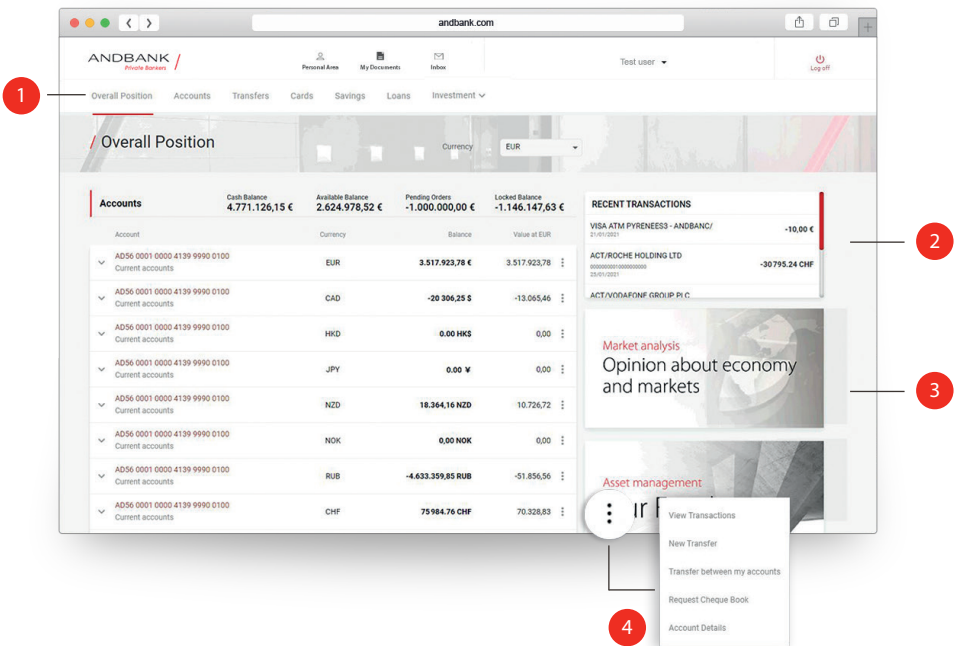 andbank.com
ANDBANK
Private Bankers
Personal Area
My Documents
Inbox
Test user
Log off
1
Overall Position
Accounts
Transfers
Cards
Savings
Loans
Investment
/ Overall Position
Currency
EUR
Accounts
Cash Balance
4.771.126,15 €
Available Balance
2.624.978,52 €
Pending Orders
-1.000.000,00 €
Locked Balance
-1.146.147,63 €
Account
Currency
Balance
Value at EUR
AD56 0001 0000 4139 9990 0100
Current accounts
EUR
3.517.923,78 €
3.517.923,78
AD56 0001 0000 4139 9990 0100
Current accounts
CAD
-20 306,25 $
-13.065,46
AD56 0001 0000 4139 9990 0100
Current accounts
HKD
0.00 HK$
0,00
AD56 0001 0000 4139 9990 0100
Current accounts
JPY
0.00 ¥
0,00
AD56 0001 0000 4139 9990 0100
Current accounts
NZD
18.364,16 NZD
10.726,72
AD56 0001 0000 4139 9990 0100
Current accounts
NOK
0,00 NOK
0,00
AD56 0001 0000 4139 9990 0100
Current accounts
RUB
-4.633.359,85 RUB
-51.856,56
AD56 0001 0000 4139 9990 0100
Current accounts
CHF
75 984.76 CHF
70.328,83
RECENT TRANSACTIONS
VISA ATM PYRENEES3 - ANDBANC/
21/01/2021
-10,00 €
ACT/ROCHE HOLDING LTD
25/01/2021
-30 795.24 CHF
ACT/VODAFONE GROUP PLC
2
Market analysis
Opinion about economy
and markets
3
Asset management
View Transactions
New Transfer
Transfer between my accounts
Request Cheque Book
Account Details
4